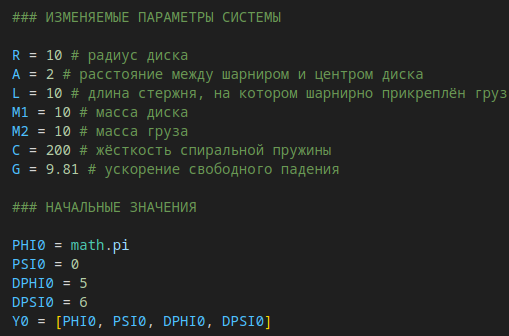 ### ИЗМЕНЯЕМЫЕ ПАРАМЕТРЫ СИСТЕМЫ
R = 10 # радиус диска
A = 2 # расстояние между шарниром и центром диска
L = 10 # длина стержня, на котором шарнирно прикреплён груз
M1 = 10 # масса диска
M2 = 10 # масса груза
C = 200 # жёсткость спиральной пружины
G = 9.81 # ускорение свободного падения
### НАЧАЛЬНЫЕ ЗНАЧЕНИЯ
PHI0 = math.pi
PSI0 = 0
DPHI0 = 5
DPSI0 = 6
Y0 = [PHI0, PSI0, DPHI0, DPSI0]